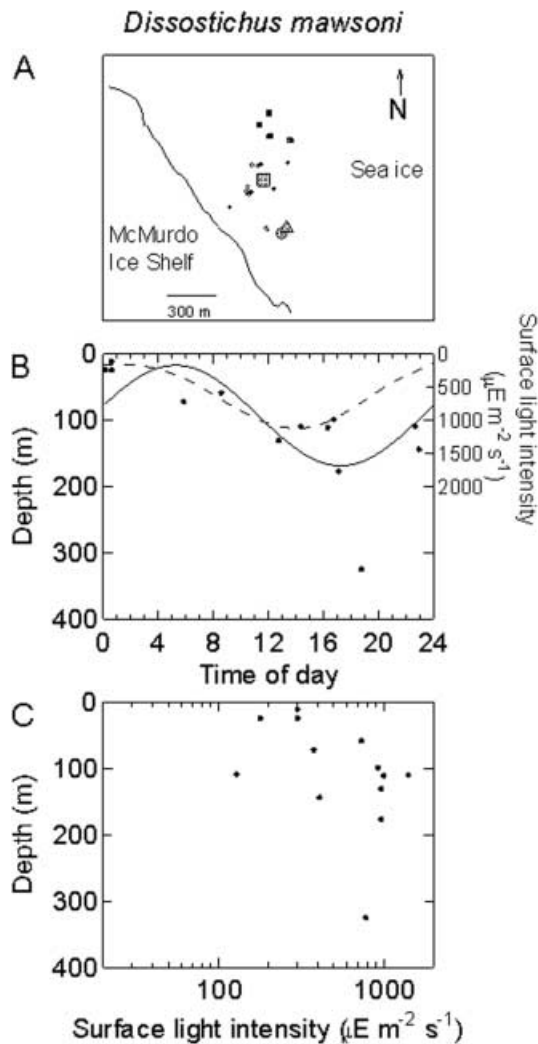 Dissostichus mawsoni
A
N
Sea ice
McMurdo
Ice Shelf
300 m
B
0
100
200
300
400
Depth (m)
0
500
1000
1500
2000
Surface light intensity
(µE m⁻² s⁻¹)
0 4 8 12 16 20 24
Time of day
C
0
100
200
300
400
Depth (m)
100 1000
Surface light intensity (µE m⁻² s⁻¹)